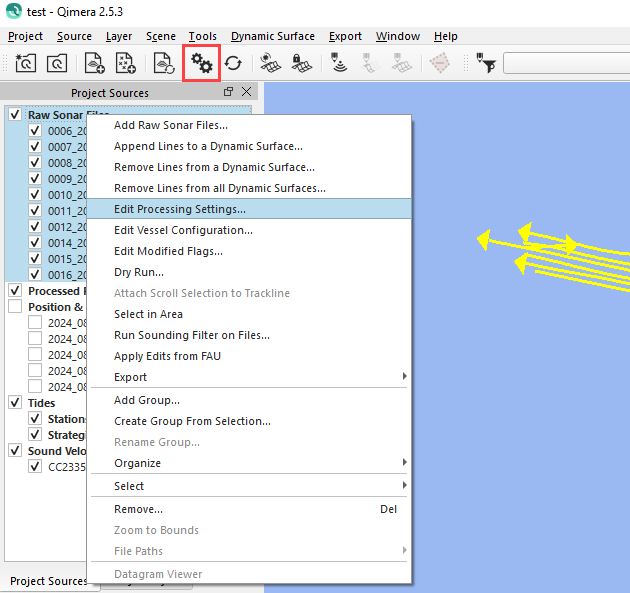 test - Qimera 2.5.3
Project Source Layer Scene Tools Dynamic Surface Export Window Help
Project Sources
Raw Sonar Files
0006_20
0007_20
0008_20
0009_20
0010_20
0011_20
0012_20
0014_20
0015_20
0016_20
Processed
Position &
2024_08
2024_08
2024_08
2024_08
2024_08
Tides
Station
Strateg
Sound Velo
CC2335
Project Sources
Add Raw Sonar Files...
Append Lines to a Dynamic Surface...
Remove Lines from a Dynamic Surface...
Remove Lines from all Dynamic Surfaces...
Edit Processing Settings...
Edit Vessel Configuration...
Edit Modified Flags...
Dry Run...
Attach Scroll Selection to Trackline
Select in Area
Run Sounding Filter on Files...
Apply Edits from FAU
Export
Add Group...
Create Group From Selection...
Rename Group...
Organize
Select
Remove... Del
Zoom to Bounds
File Paths
Datagram Viewer